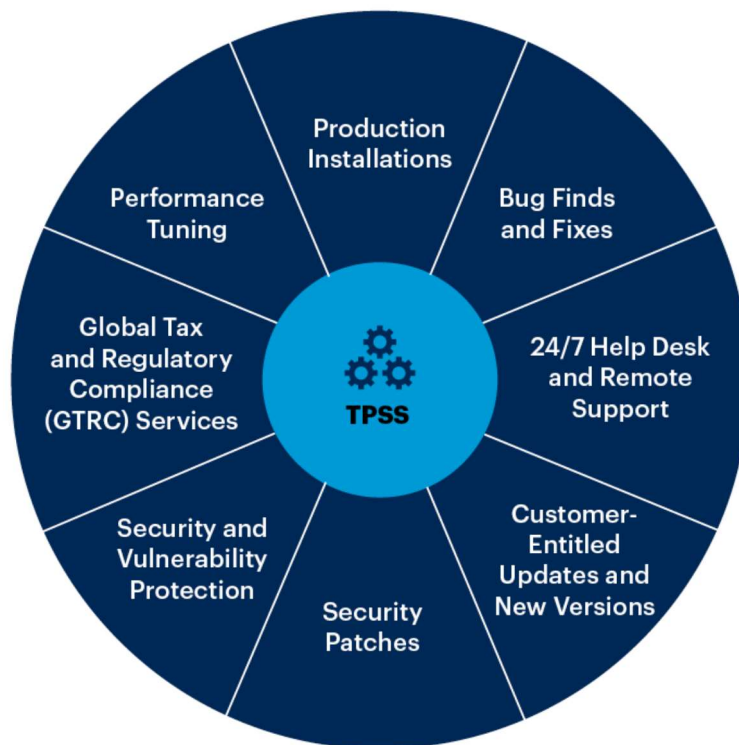 Production
Installations
Bug Finds
and Fixes
24/7 Help Desk
and Remote
Support
Customer-
Entitled
Updates and
New Versions
Security
Patches
Security and
Vulnerability
Protection
Global Tax
and Regulatory
Compliance
(GTRC) Services
Performance
Tuning
TPSS